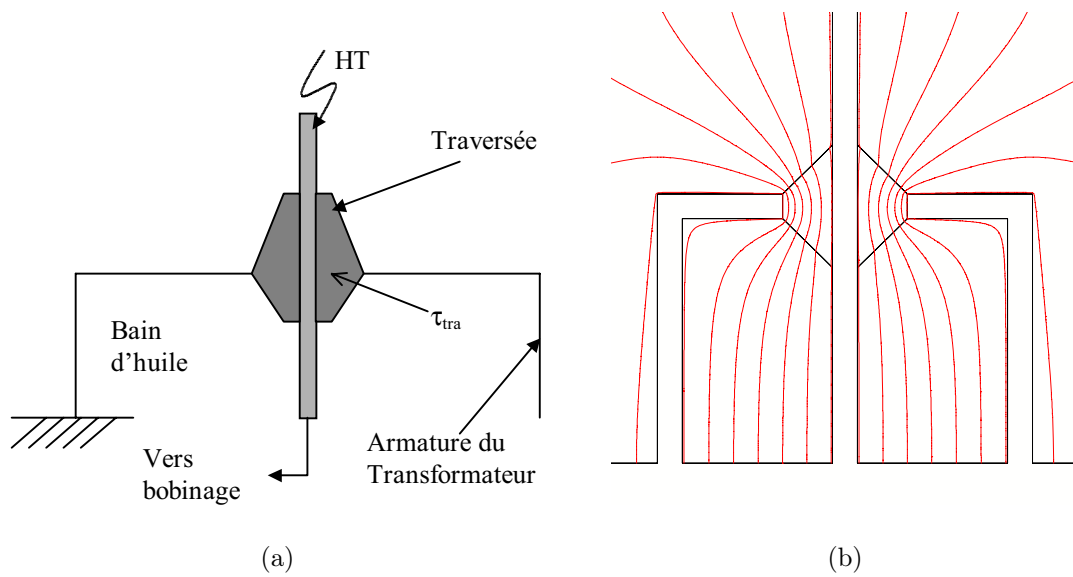 HT
Traversée
τtra
Bain
d'huile
Armature du
Transformateur
Vers
bobinage
(a)
(b)